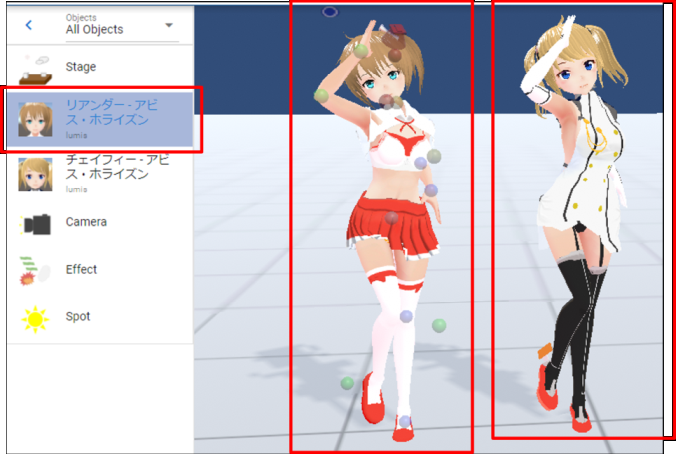 Objects
All Objects
Stage
リアンダー - アビ
ス・ホライズン
lumis
チェイフィー - アビ
ス・ホライズン
lumis
Camera
Effect
Spot